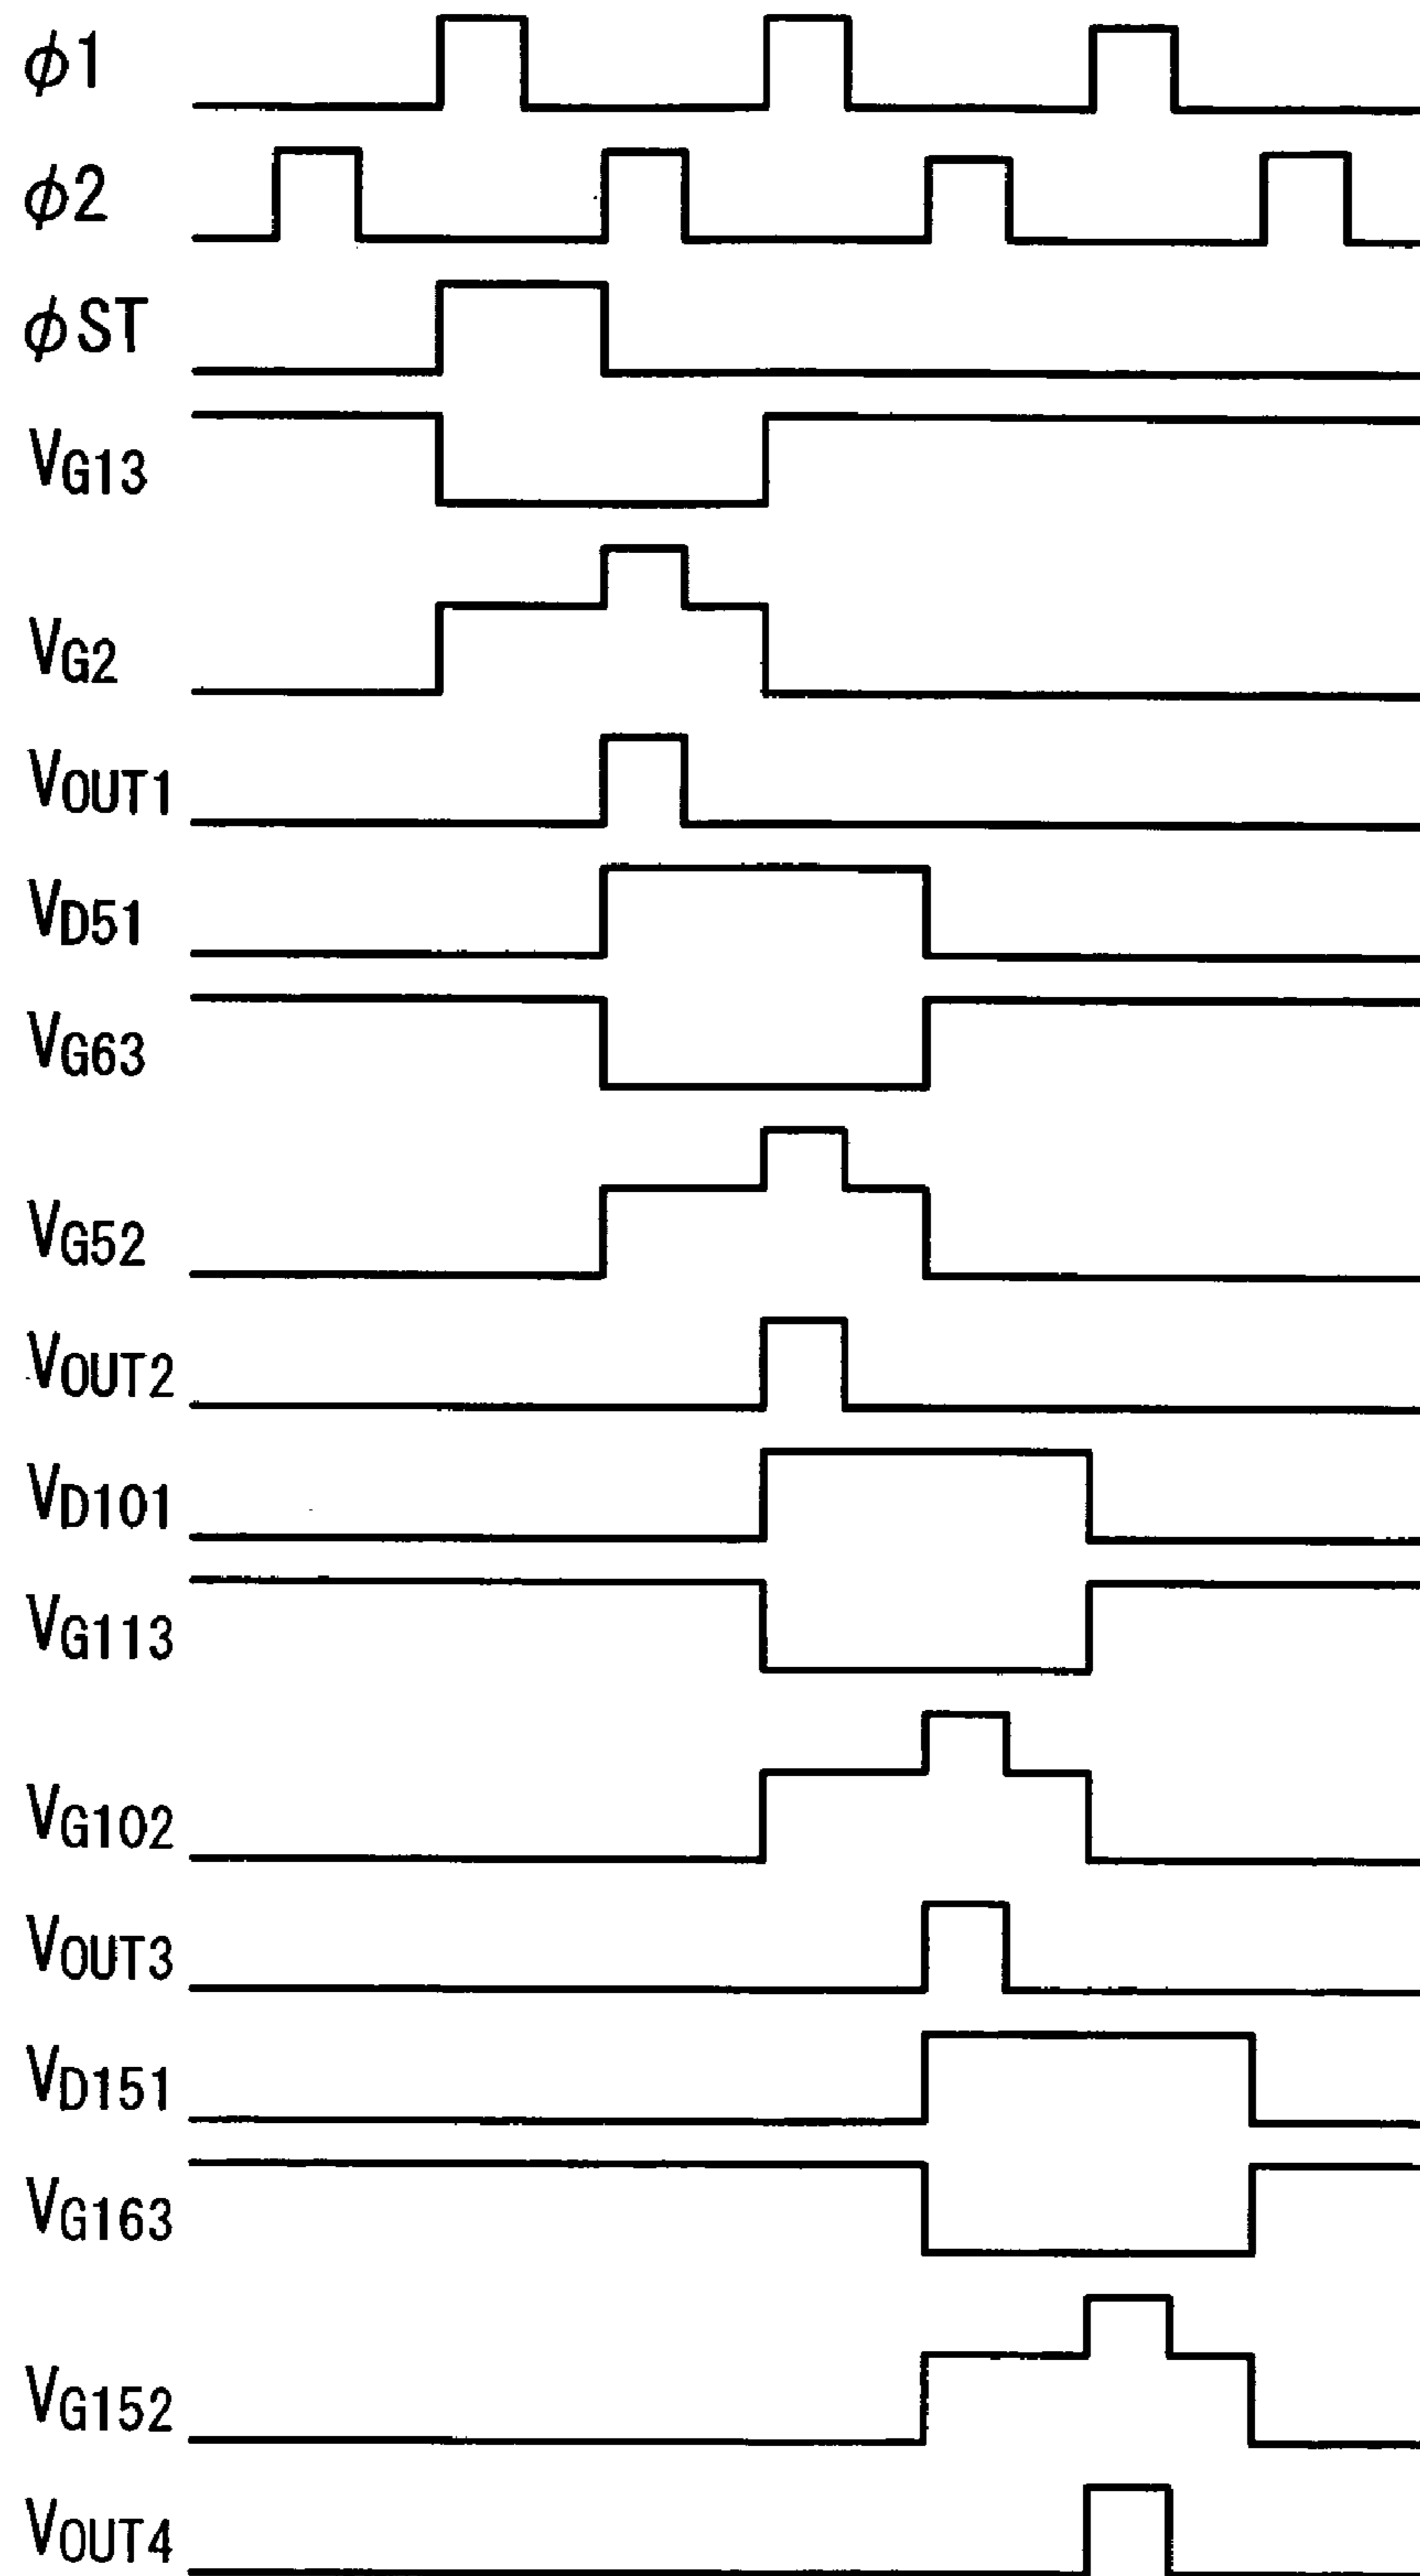 ϕ1
ϕ2
ϕST
VG13
VG2
VOUT1
VD51
VG63
VG52
VOUT2
VD101
VG113
VG102
VOUT3
VD151
VG163
VG152
VOUT4